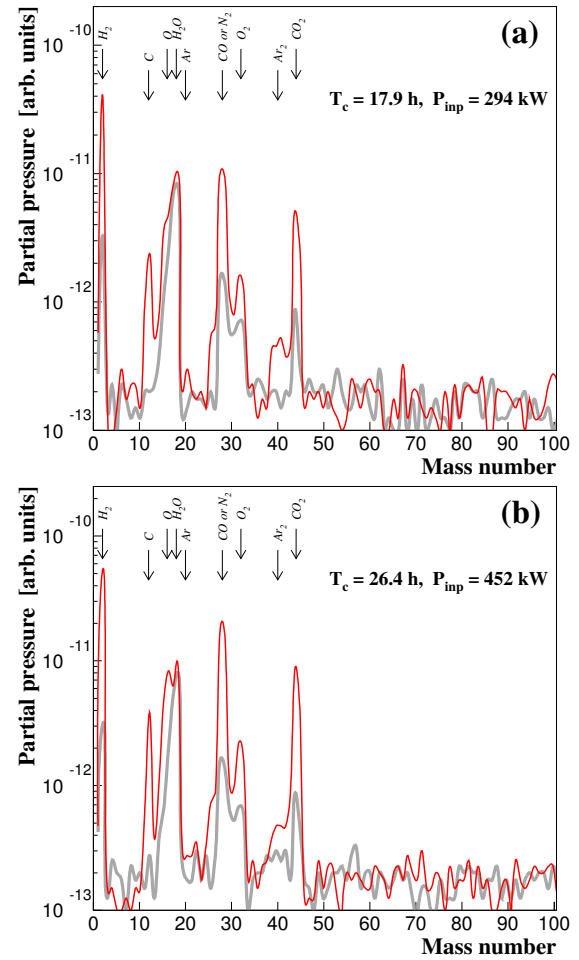 H₂ C O H₂O Ar CO or N₂ O₂ Ar₂ CO₂
(a)
T_c = 17.9 h, P_inp = 294 kW
Partial pressure [arb. units]
10⁻¹⁰
10⁻¹¹
10⁻¹²
10⁻¹³
0 10 20 30 40 50 60 70 80 90 100
Mass number
H₂ C O H₂O Ar CO or N₂ O₂ Ar₂ CO₂
(b)
T_c = 26.4 h, P_inp = 452 kW
Partial pressure [arb. units]
10⁻¹⁰
10⁻¹¹
10⁻¹²
10⁻¹³
0 10 20 30 40 50 60 70 80 90 100
Mass number